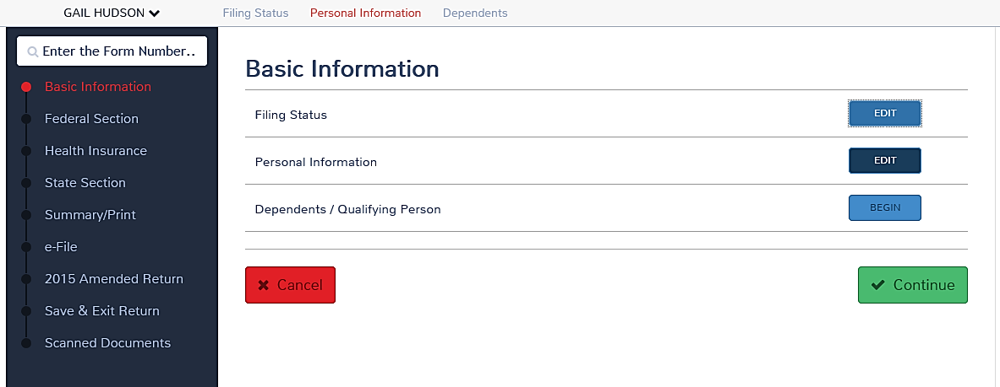 GAIL HUDSON Filing Status Personal Information Dependents
Enter the Form Number..
Basic Information
Federal Section
Health Insurance
State Section
Summary/Print
e-File
2015 Amended Return
Save & Exit Return
Scanned Documents
Basic Information
Filing Status EDIT
Personal Information EDIT
Dependents / Qualifying Person BEGIN
Cancel Continue